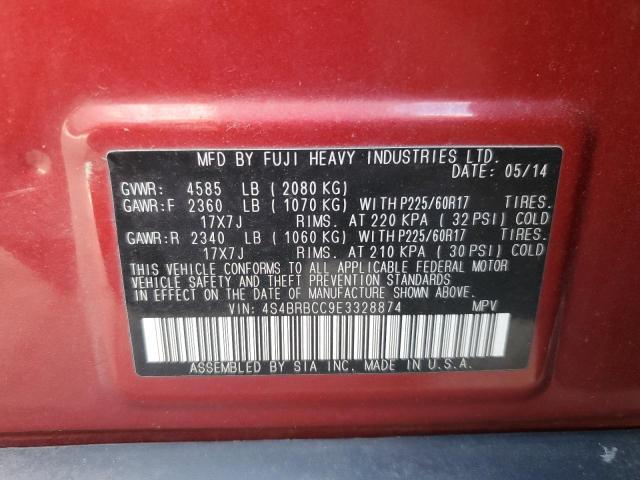 MFD BY FUJI HEAVY INDUSTRIES LTD.
DATE: 05/14
GVWR: 4585 LB ( 2080 KG)
GAWR:F 2360 LB ( 1070 KG) WITH P225/60R17 TIRES.
17X7J RIMS. AT 220 KPA ( 32 PSI) COLD
GAWR:R 2340 LB ( 1060 KG) WITH P225/60R17 TIRES.
17X7J RIMS. AT 210 KPA ( 30 PSI) COLD
THIS VEHICLE CONFORMS TO ALL APPLICABLE FEDERAL MOTOR
VEHICLE SAFETY AND THEFT PREVENTION STANDARDS
IN EFFECT ON THE DATE OF MANUFACTURE SHOWN ABOVE.
VIN: 4S4BRBCC9E3328874 MPV
ASSEMBLED BY SIA INC. MADE IN U.S.A.